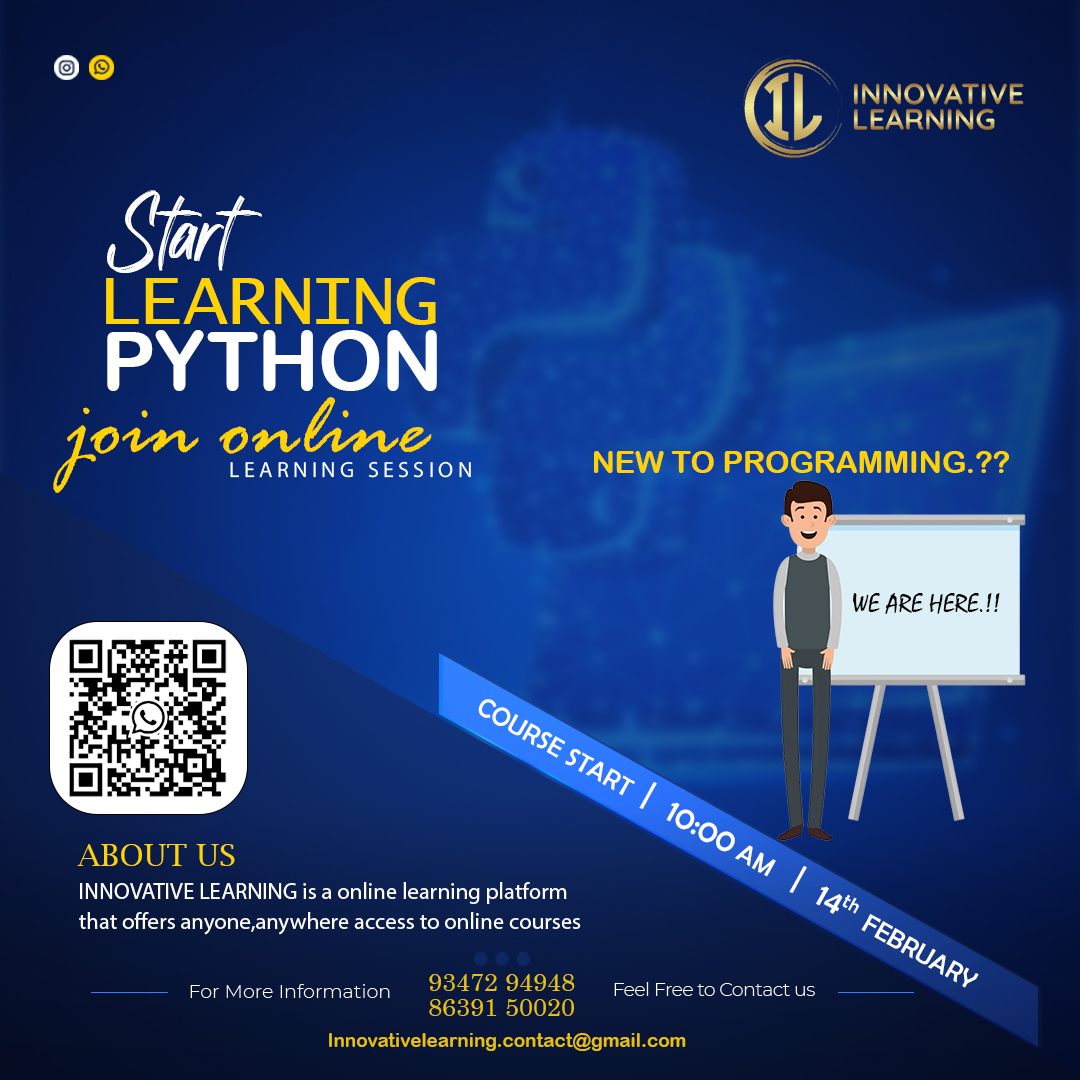 INNOVATIVE
LEARNING
Start
LEARNING
PYTHON
join online
LEARNING SESSION
NEW TO PROGRAMMING.??
WE ARE HERE.!!
COURSE START | 10:00 AM | 14th FEBRUARY
ABOUT US
INNOVATIVE LEARNING is a online learning platform
that offers anyone,anywhere access to online courses
For More Information
93472 94948
86391 50020
Feel Free to Contact us
Innovativelearning.contact@gmail.com